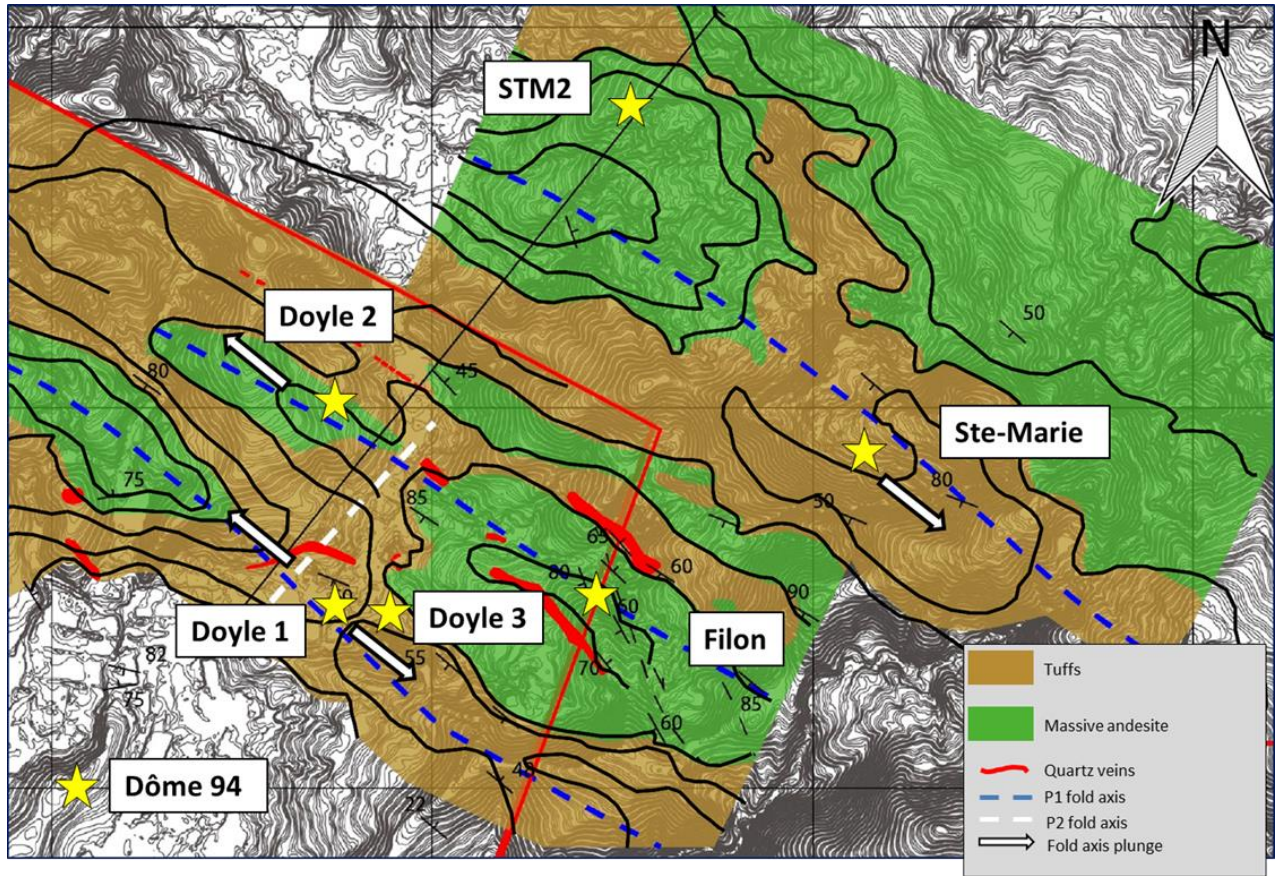 N
STM2
50
Doyle 2
80
45
Ste-Marie
80
50
75
85
65
60
80
90
Doyle 1
Doyle 3
Filon
55
70
82
75
85
60
Dôme 94
22
Tuffs
Massive andesite
Quartz veins
P1 fold axis
P2 fold axis
Fold axis plunge